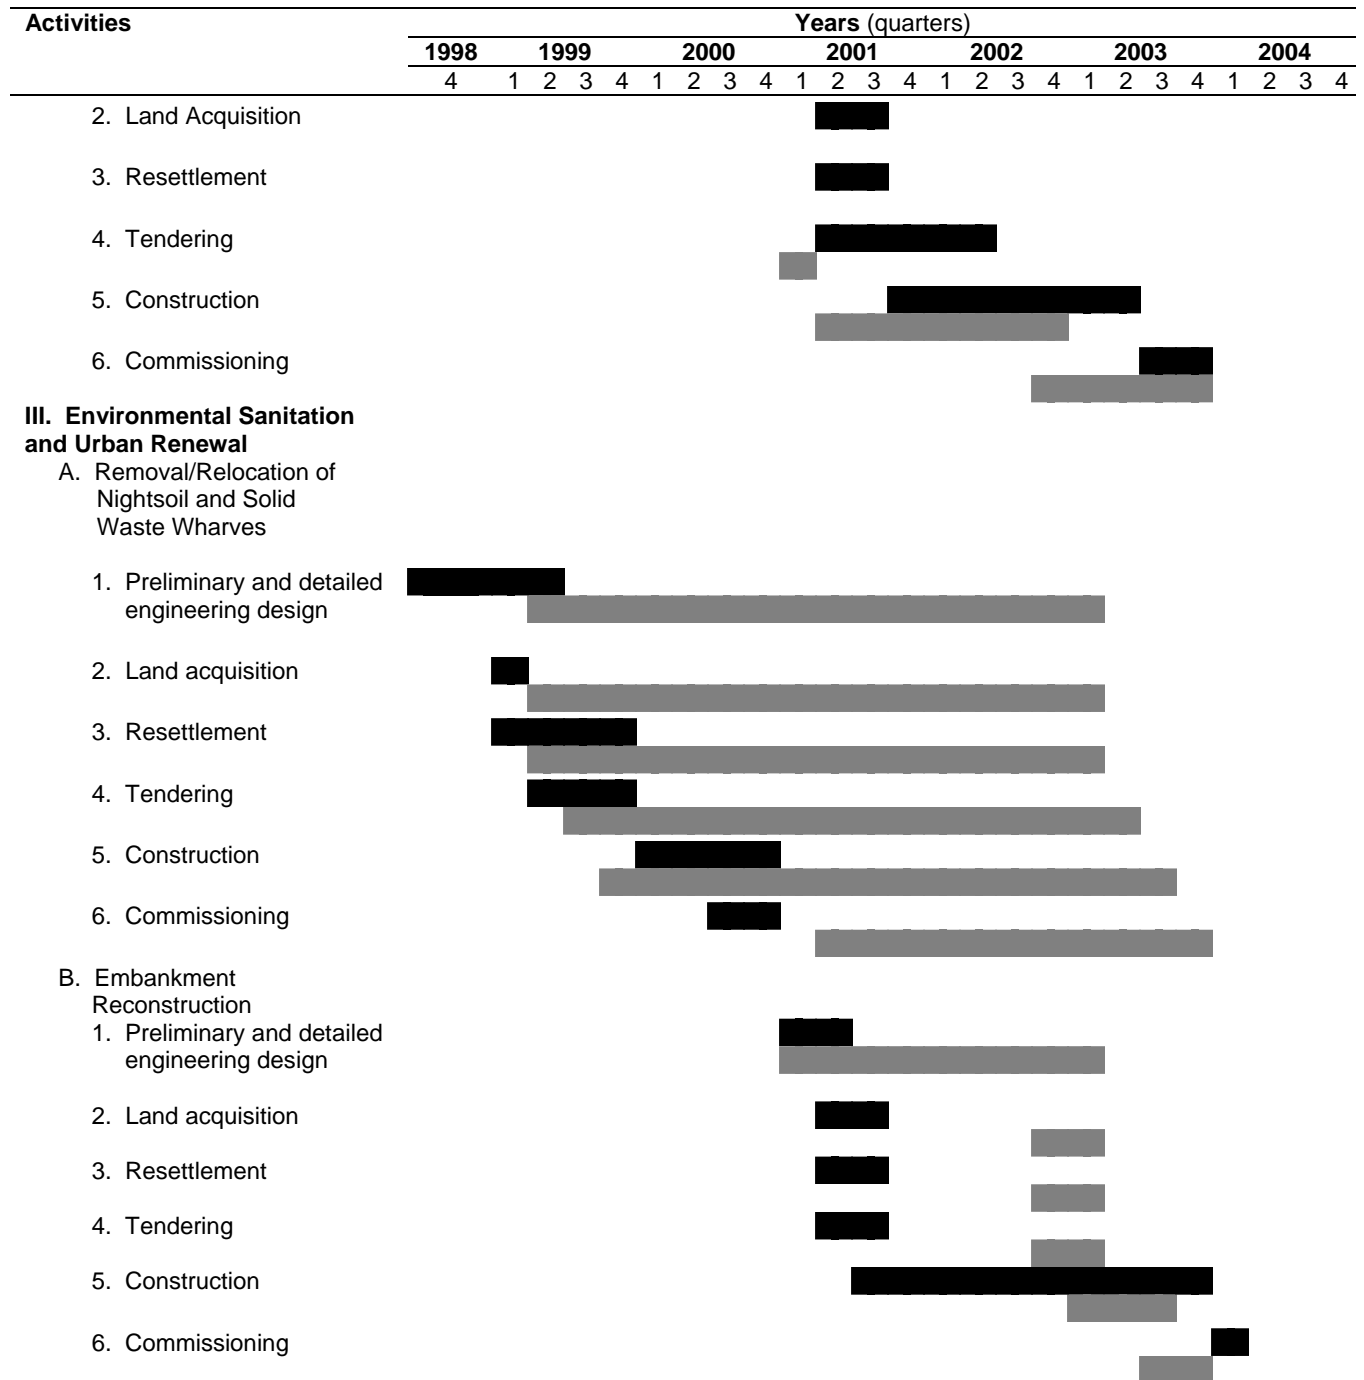 Activities Years (quarters)
1998 1999 2000 2001 2002 2003 2004
4 1 2 3 4 1 2 3 4 1 2 3 4 1 2 3 4 1 2 3 4 1 2 3 4
2. Land Acquisition
3. Resettlement
4. Tendering
5. Construction
6. Commissioning
III. Environmental Sanitation
and Urban Renewal
A. Removal/Relocation of
Nightsoil and Solid
Waste Wharves
1. Preliminary and detailed
engineering design
2. Land acquisition
3. Resettlement
4. Tendering
5. Construction
6. Commissioning
B. Embankment
Reconstruction
1. Preliminary and detailed
engineering design
2. Land acquisition
3. Resettlement
4. Tendering
5. Construction
6. Commissioning